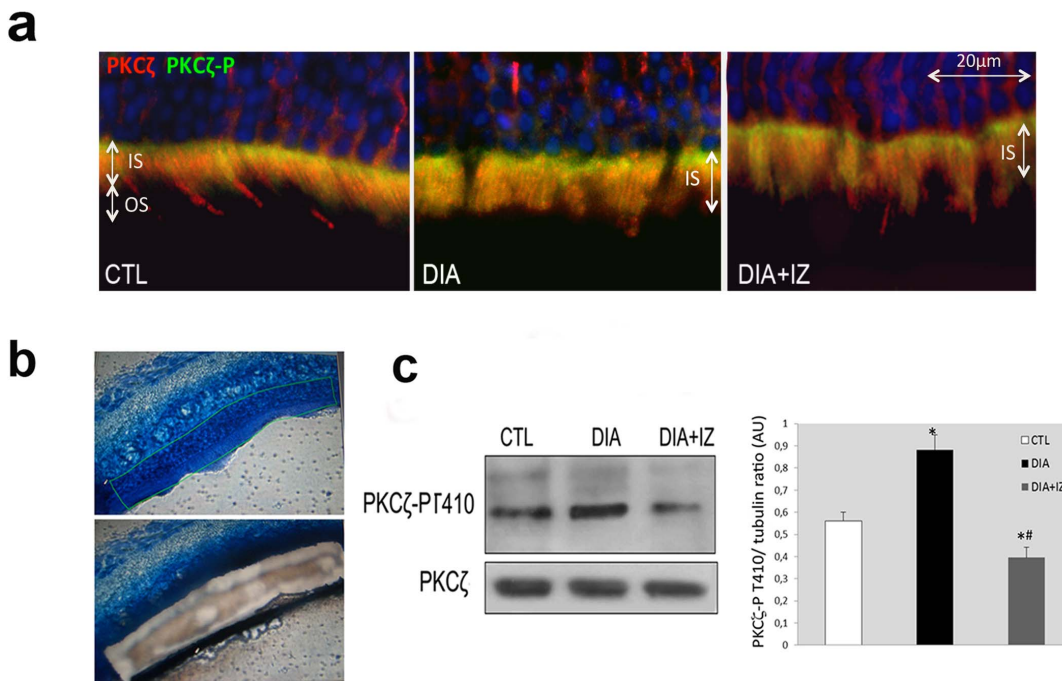 a
PKCζ PKCζ-P
20µm
IS
OS
IS
IS
CTL
DIA
DIA+IZ
b
c
CTL DIA DIA+IZ
PKCζ-PT410
PKCζ
PKCζ-P T410/ tubulin ratio (AU)
1
0,9
0,8
0,7
0,6
0,5
0,4
0,3
0,2
0,1
0
*
*#
CTL
DIA
DIA+IZ